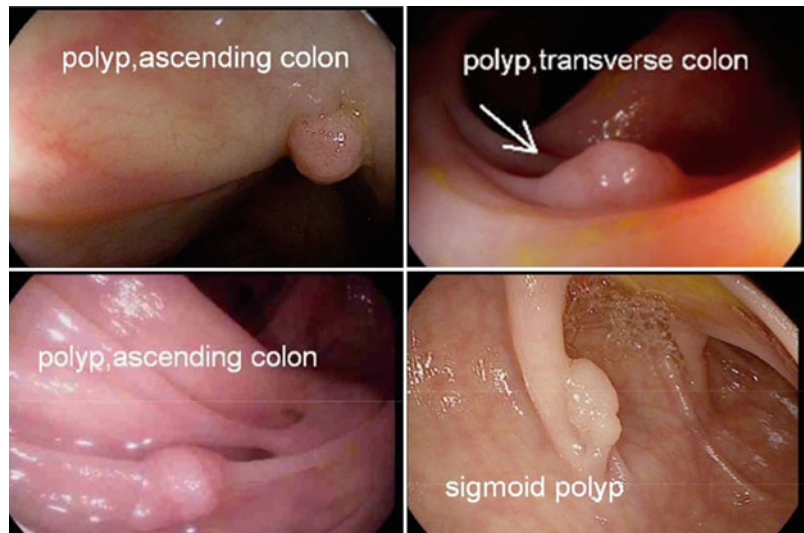 polyp,ascending colon
polyp,transverse colon
polyp,ascending colon
sigmoid polyp